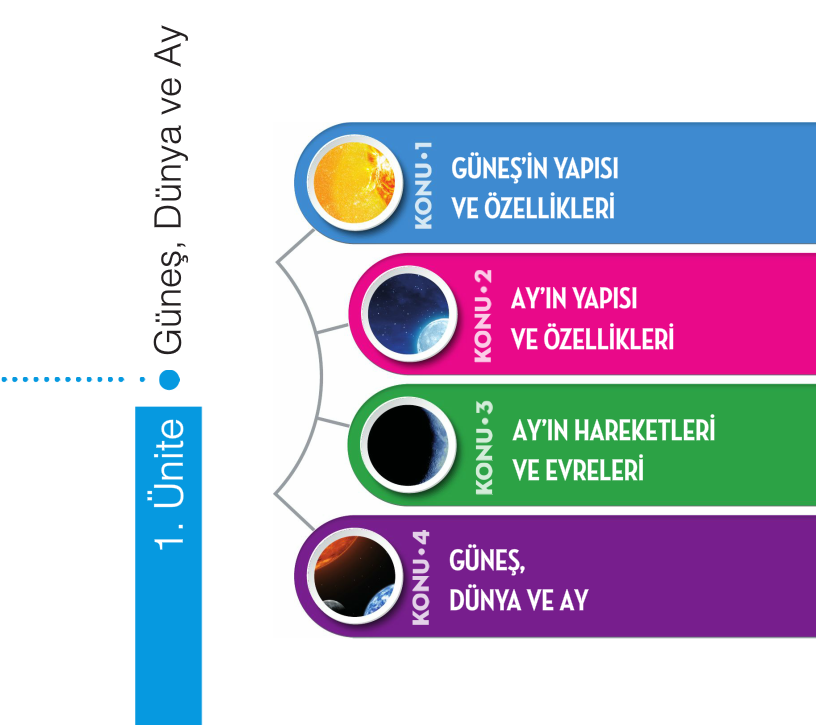 1. Ünite
Güneş, Dünya ve Ay
KONU•1
GÜNEŞ’İN YAPISI
VE ÖZELLİKLERİ
KONU•2
AY’IN YAPISI
VE ÖZELLİKLERİ
KONU•3
AY’IN HAREKETLERİ
VE EVRELERİ
KONU•4
GÜNEŞ,
DÜNYA VE AY